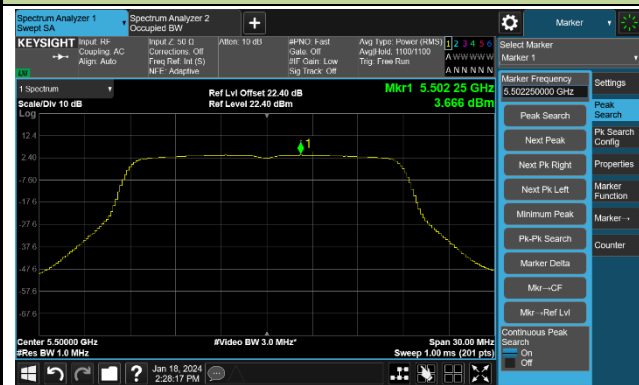 Spectrum Analyzer 1
Swept SA
Spectrum Analyzer 2
Occupied BW
Marker
KEYSIGHT
Input: RF
Coupling: AC
Align: Auto
Input Z: 50 Ω
Corrections: Off
Freq Ref: Int (S)
NFE: Adaptive
Atten: 10 dB
#PNO: Fast
Gate: Off
#IF Gain: Low
Sig Track: Off
Avg Type: Power (RMS)
Avg|Hold: 1100/1100
Trig: Free Run
1 2 3 4 5 6
A W W W W W
A N N N N N
Select Marker
Marker 1
1 Spectrum
Scale/Div 10 dB
Log
Ref Lvl Offset 22.40 dB
Ref Level 22.40 dBm
Mkr1 5.502 25 GHz
3.666 dBm
12.4
2.40
-7.60
-17.6
-27.6
-37.6
-47.6
-57.6
-67.6
1
Center 5.50000 GHz
#Res BW 1.0 MHz
#Video BW 3.0 MHz*
Span 30.00 MHz
Sweep 1.00 ms (201 pts)
Marker Frequency
5.502250000 GHz
Peak Search
Next Peak
Next Pk Right
Next Pk Left
Minimum Peak
Pk-Pk Search
Marker Delta
Mkr→CF
Mkr→Ref Lvl
Continuous Peak
Search
On
Off
Settings
Peak
Search
Pk Search
Config
Properties
Marker
Function
Marker→
Counter
Jan 18, 2024
2:28:17 PM